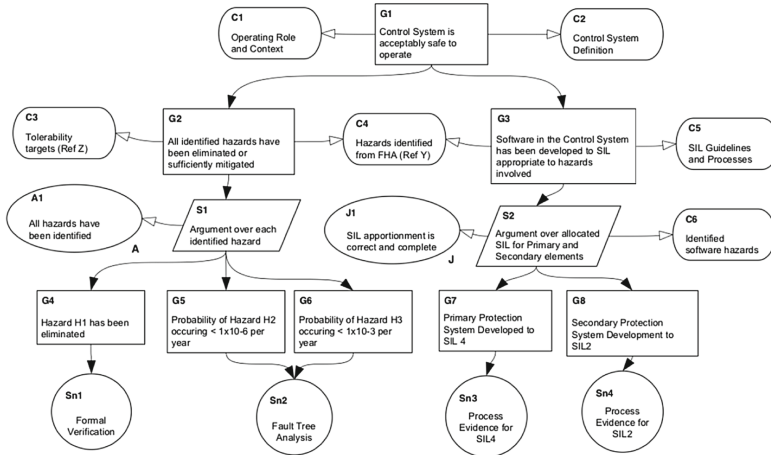 C1
Operating Role
and Context
G1
Control System is
acceptably safe to
operate
C2
Control System
Definition
C3
Tolerability
targets (Ref Z)
G2
All identified hazards have
been eliminated or
sufficiently mitigated
C4
Hazards identified
from FHA (Ref Y)
G3
Software in the Control System
has been developed to SIL
appropriate to hazards
involved
C5
SIL Guidelines
and Processes
A1
All hazards have
been identified
A
S1
Argument over each
identified hazard
J1
SIL apportionment is
correct and complete
J
S2
Argument over allocated
SIL for Primary and
Secondary elements
C6
Identified
software hazards
G4
Hazard H1 has been
eliminated
G5
Probability of Hazard H2
occuring < 1x10-6 per
year
G6
Probability of Hazard H3
occuring < 1x10-3 per
year
G7
Primary Protection
System Developed to
SIL 4
G8
Secondary Protection
System Development to
SIL2
Sn1
Formal
Verification
Sn2
Fault Tree
Analysis
Sn3
Process
Evidence for
SIL4
Sn4
Process
Evidence for
SIL2